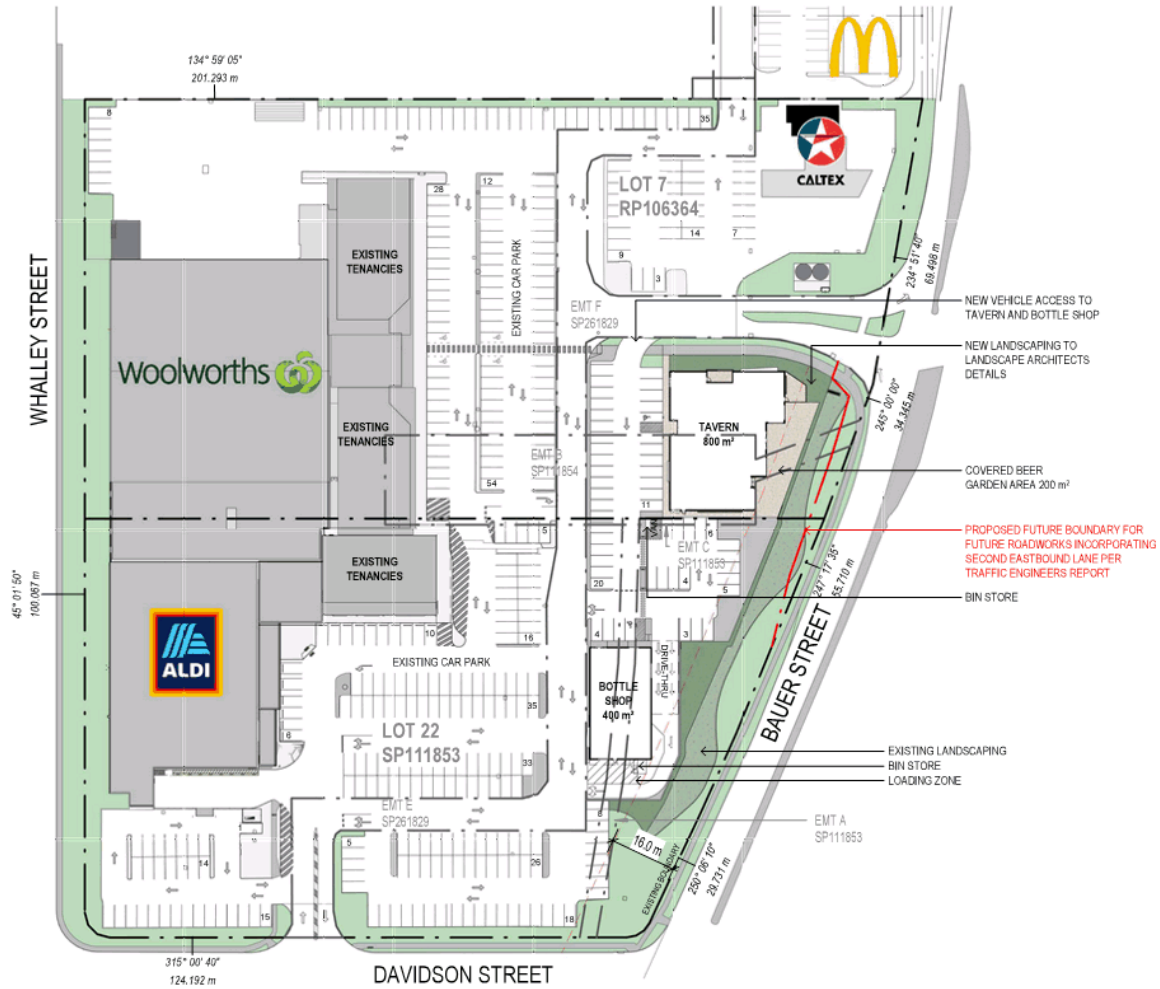 134° 59' 05"
201.293 m
8
35
CALTEX
LOT 7
RP106364
28
12
14
7
9
3
EXISTING
TENANCIES
EXISTING CAR PARK
234° 51' 40"
69.498 m
WHALLEY STREET
EMT F
SP261829
NEW VEHICLE ACCESS TO
TAVERN AND BOTTLE SHOP
NEW LANDSCAPING TO
LANDSCAPE ARCHITECTS
DETAILS
Woolworths
245° 00' 00"
34.345 m
TAVERN
800 m²
EXISTING
TENANCIES
EMT B
SP111854
COVERED BEER
GARDEN AREA 200 m²
54
11
5
VAN
6
PROPOSED FUTURE BOUNDARY FOR
FUTURE ROADWORKS INCORPORATING
SECOND EASTBOUND LANE PER
TRAFFIC ENGINEERS REPORT
EMT C
SP111853
EXISTING
TENANCIES
247° 17' 35"
55.710 m
45° 01' 50"
100.067 m
20
4
5
BIN STORE
10
16
4
3
ALDI
EXISTING CAR PARK
DRIVE-THRU
BOTTLE
SHOP
400 m²
BAUER STREET
35
6
LOT 22
SP111853
33
EXISTING LANDSCAPING
BIN STORE
LOADING ZONE
EMT E
SP261829
EMT A
SP111853
16.0 m
5
14
26
EXISTING BOUNDARY
250° 06' 10"
29.731 m
15
18
315° 00' 40"
124.192 m
DAVIDSON STREET